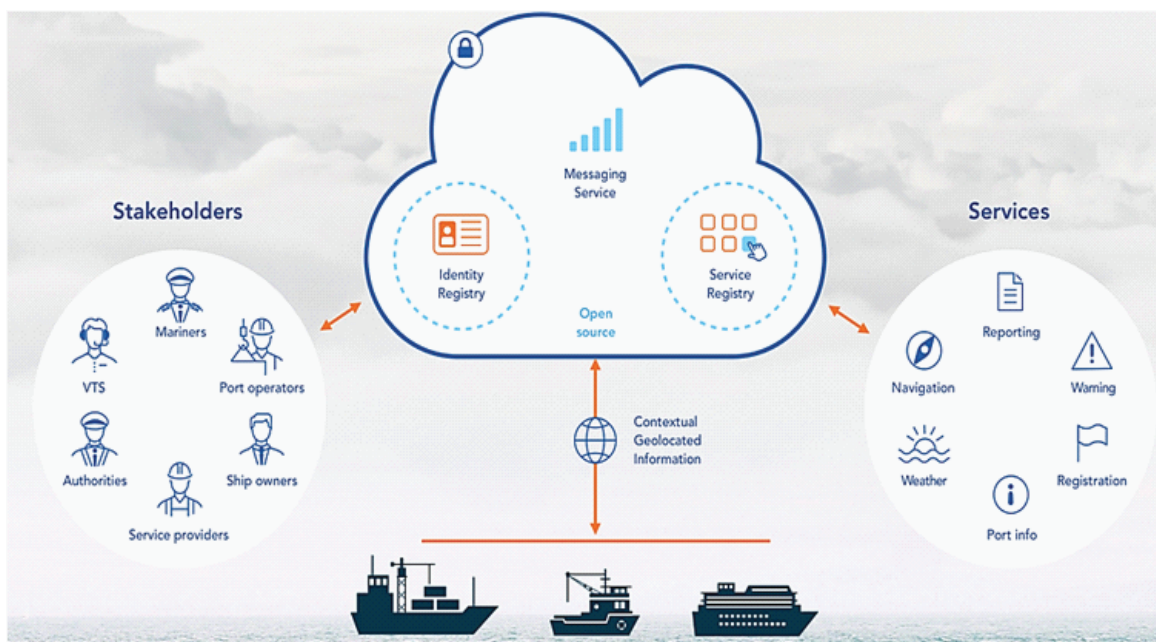 Messaging
Service
Stakeholders
Services
Identity
Registry
Service
Registry
Open
source
Mariners
VTS
Port operators
Authorities
Ship owners
Service providers
Reporting
Navigation
Warning
Weather
Registration
Port info
Contextual
Geolocated
Information